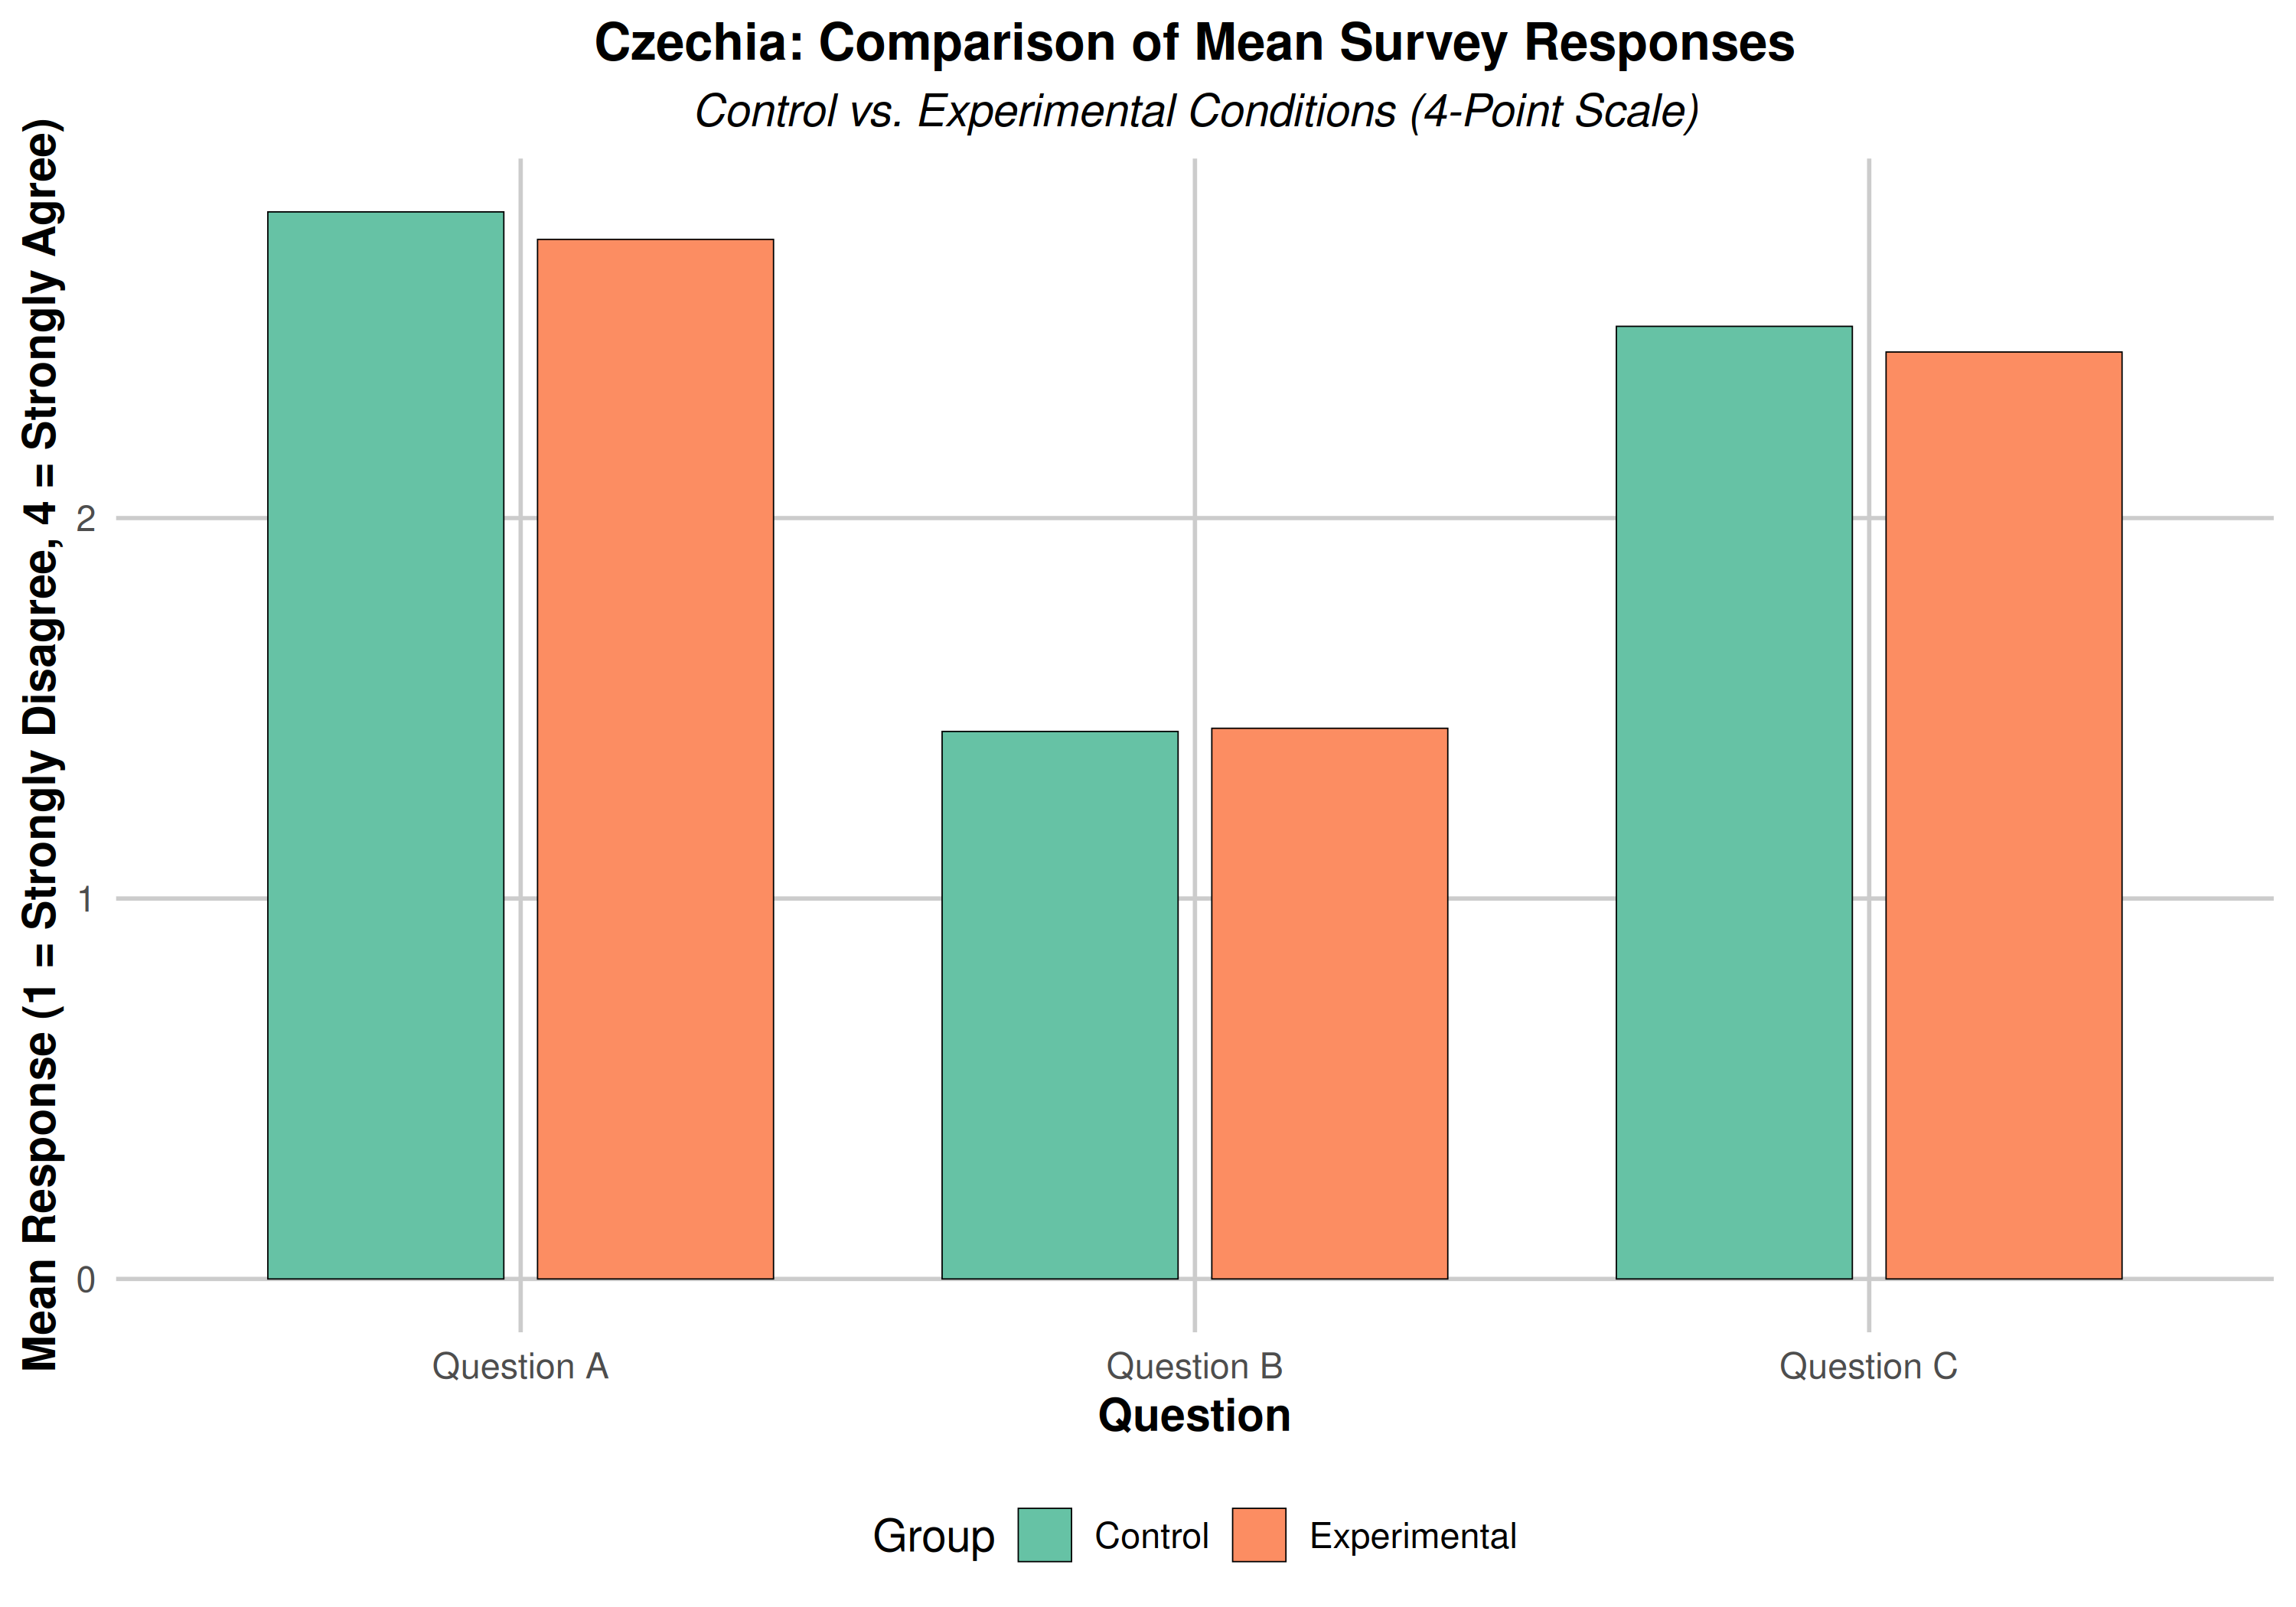 Czechia: Comparison of Mean Survey Responses
Control vs. Experimental Conditions (4-Point Scale)
Mean Response (1 = Strongly Disagree, 4 = Strongly Agree)
2
1
0
Question A
Question B
Question C
Question
Group
Control
Experimental